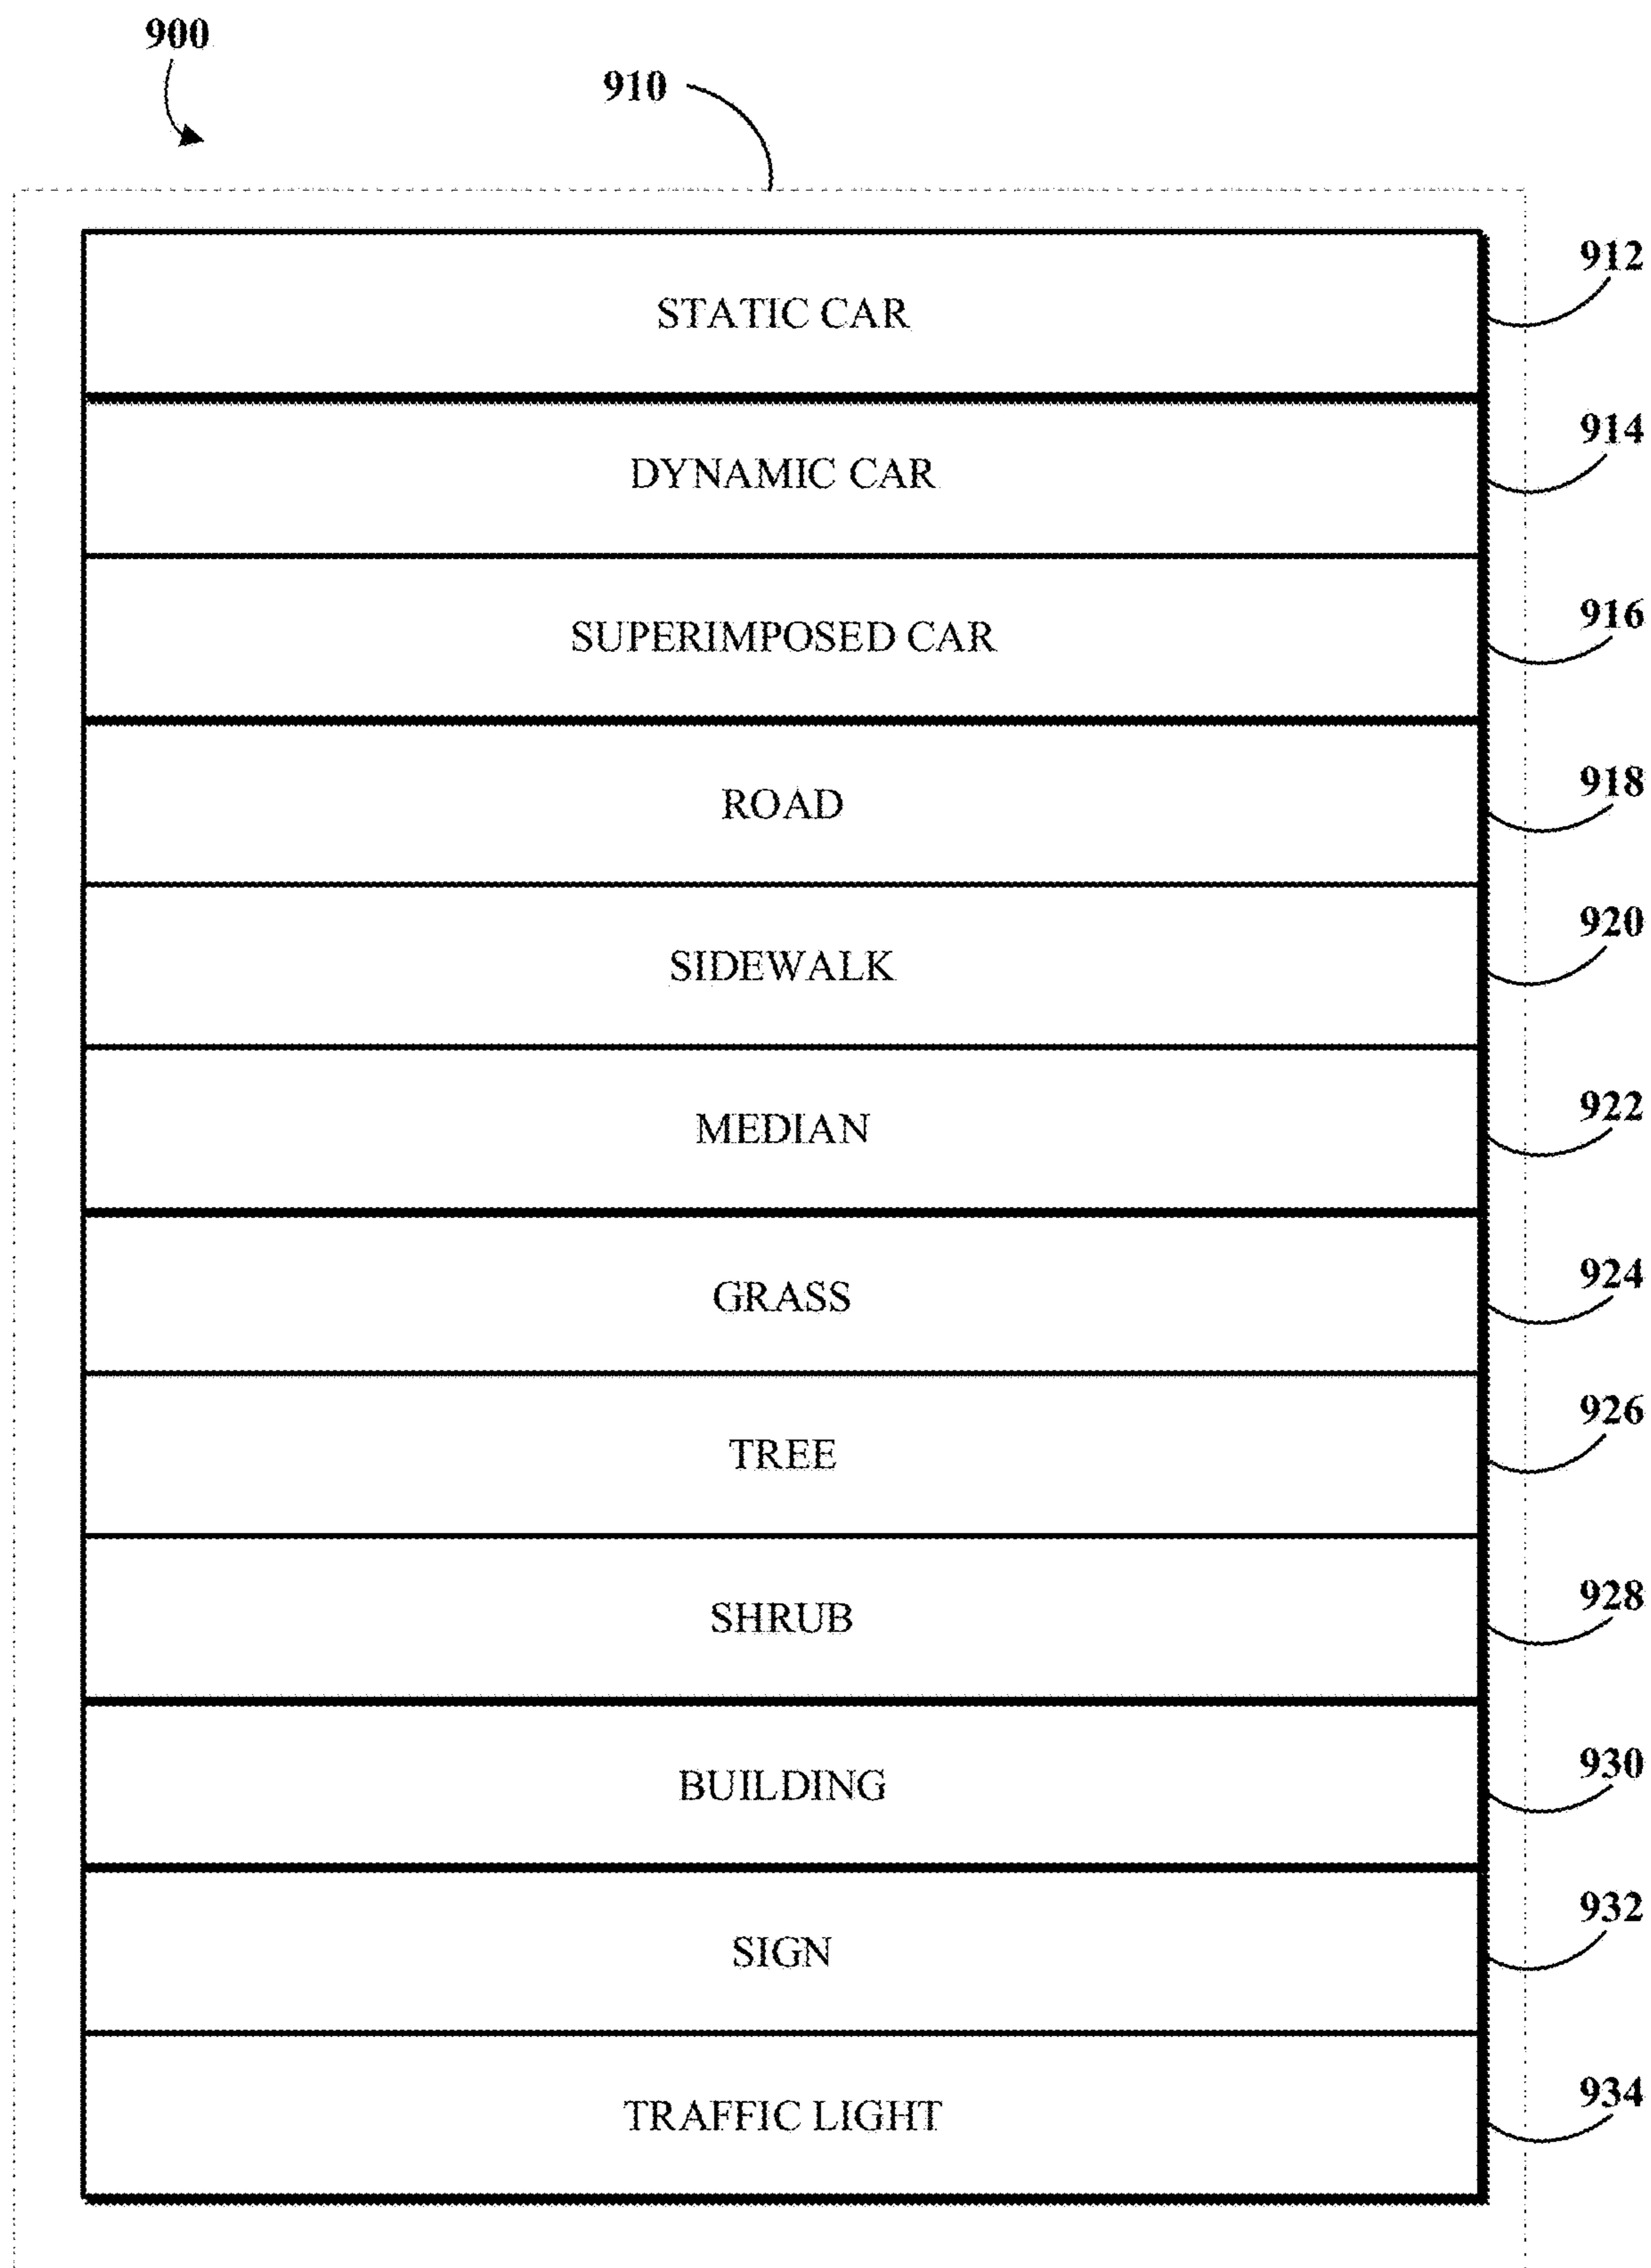 900
910
STATIC CAR
912
DYNAMIC CAR
914
SUPERIMPOSED CAR
916
ROAD
918
SIDEWALK
920
MEDIAN
922
GRASS
924
TREE
926
SHRUB
928
BUILDING
930
SIGN
932
TRAFFIC LIGHT
934